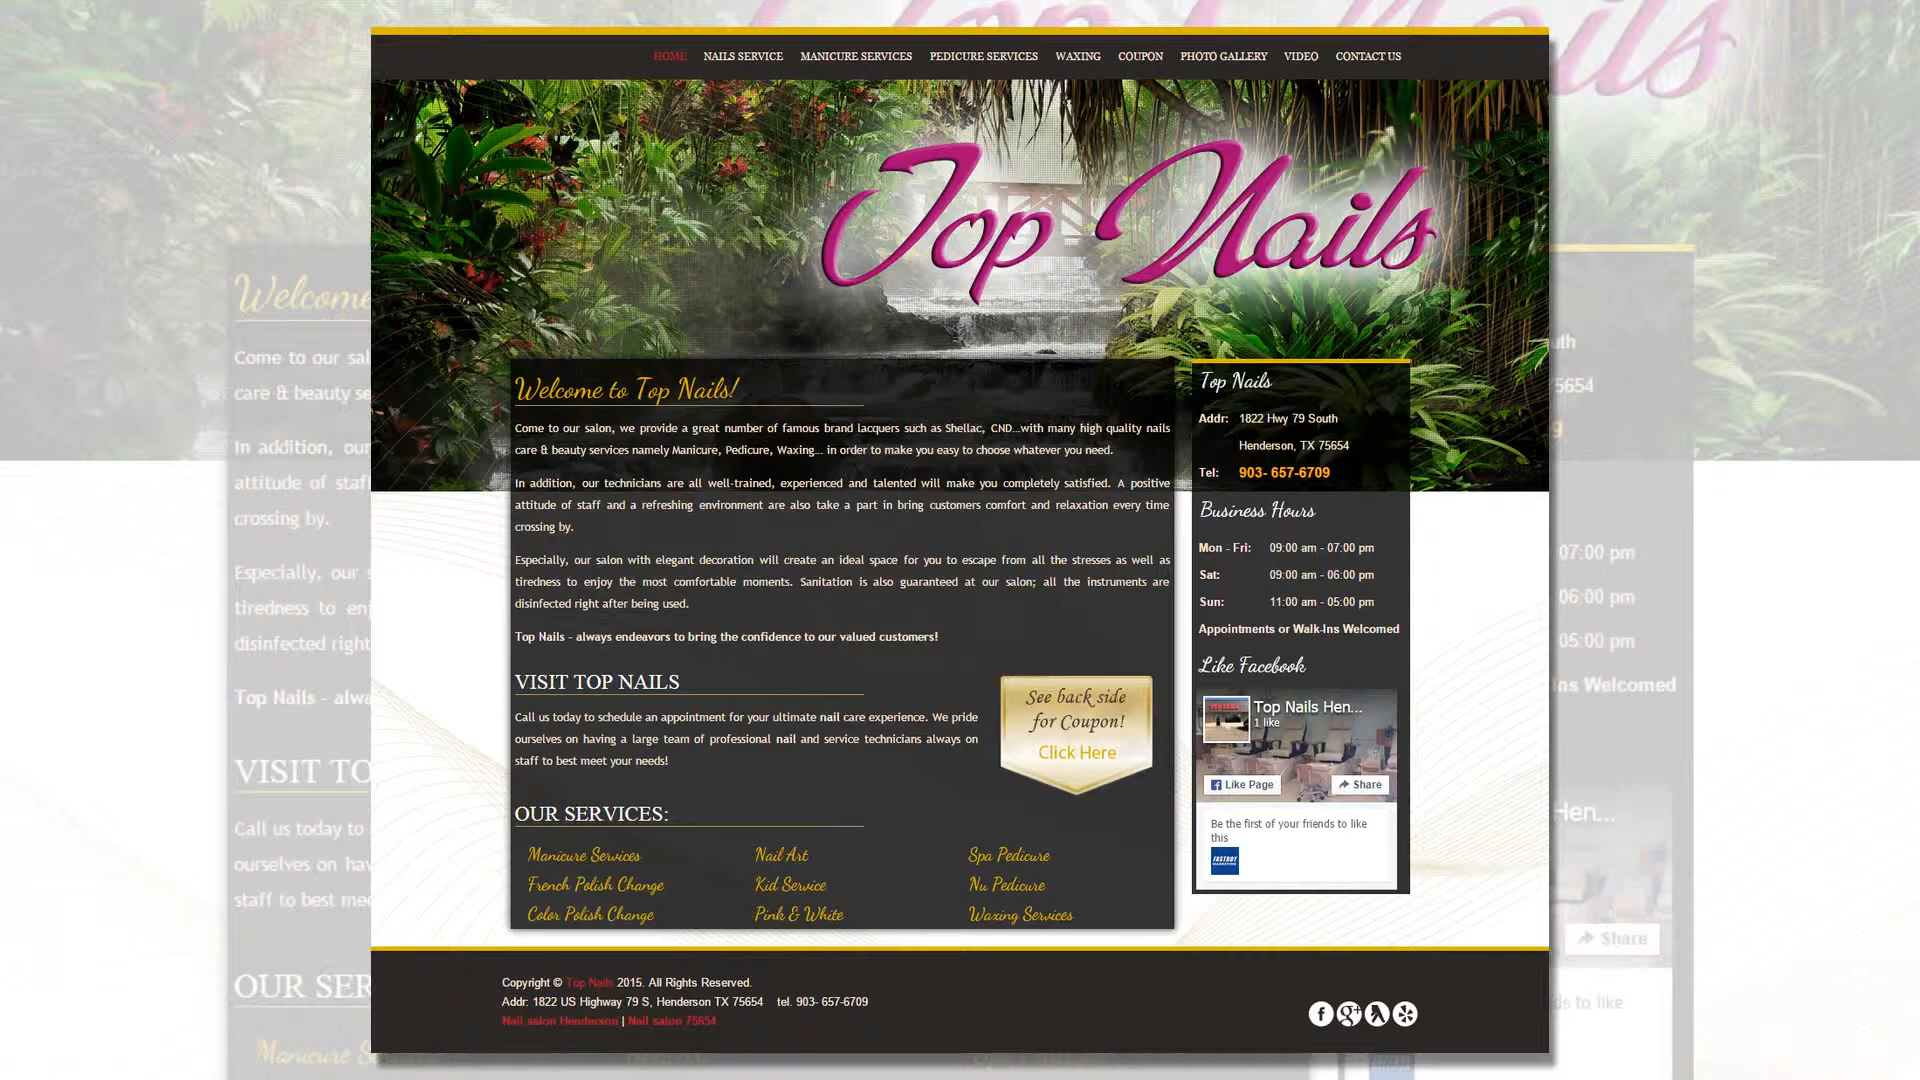 HOME NAILS SERVICE MANICURE SERVICES PEDICURE SERVICES WAXING COUPON PHOTO GALLERY VIDEO CONTACT US
Top Nails
Welcome to Top Nails!
Come to our salon, we provide a great number of famous brand lacquers such as Shellac, CND...with many high quality nails
care & beauty services namely Manicure, Pedicure, Waxing... in order to make you easy to choose whatever you need.
In addition, our technicians are all well-trained, experienced and talented will make you completely satisfied. A positive
attitude of staff and a refreshing environment are also take a part in bring customers comfort and relaxation every time
crossing by.
Especially, our salon with elegant decoration will create an ideal space for you to escape from all the stresses as well as
tiredness to enjoy the most comfortable moments. Sanitation is also guaranteed at our salon; all the instruments are
disinfected right after being used.
Top Nails - always endeavors to bring the confidence to our valued customers!
VISIT TOP NAILS
Call us today to schedule an appointment for your ultimate nail care experience. We pride
ourselves on having a large team of professional nail and service technicians always on
staff to best meet your needs!
See back side
for Coupon!
Click Here
OUR SERVICES:
Manicure Services Nail Art Spa Pedicure
French Polish Change Kid Service Nu Pedicure
Color Polish Change Pink & White Waxing Services
Top Nails
Addr: 1822 Hwy 79 South
Henderson, TX 75654
Tel: 903- 657-6709
Business Hours
Mon - Fri: 09:00 am - 07:00 pm
Sat: 09:00 am - 06:00 pm
Sun: 11:00 am - 05:00 pm
Appointments or Walk-Ins Welcomed
Like Facebook
Top Nails Hen...
1 like
Like Page Share
Be the first of your friends to like
this
FASTBOY
MARKETING
Copyright © Top Nails 2015. All Rights Reserved.
Addr: 1822 US Highway 79 S, Henderson TX 75654 tel. 903- 657-6709
Nail salon Henderson | Nail salon 75654